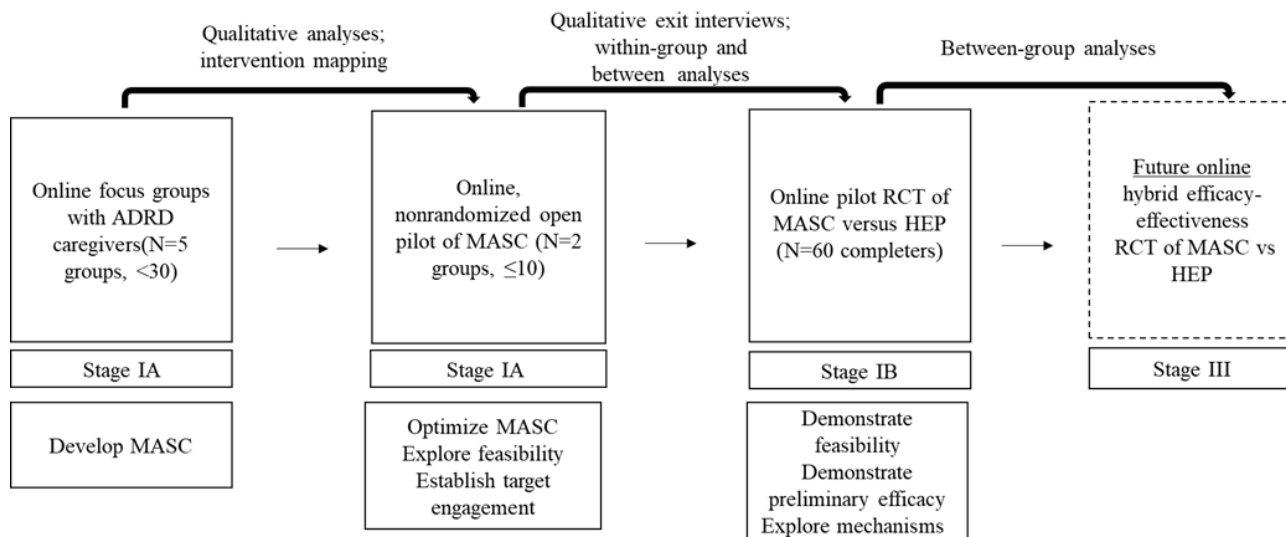 Qualitative analyses;
intervention mapping
Qualitative exit interviews;
within-group and
between analyses
Between-group analyses
Online focus groups
with ADRD
caregivers(N=5
groups, <30)
Online,
nonrandomized open
pilot of MASC (N=2
groups, ≤10)
Online pilot RCT of
MASC versus HEP
(N=60 completers)
Future online
hybrid efficacy-
effectiveness
RCT of MASC vs
HEP
Stage IA
Stage IA
Stage IB
Stage III
Develop MASC
Optimize MASC
Explore feasibility
Establish target
engagement
Demonstrate
feasibility
Demonstrate
preliminary efficacy
Explore mechanisms